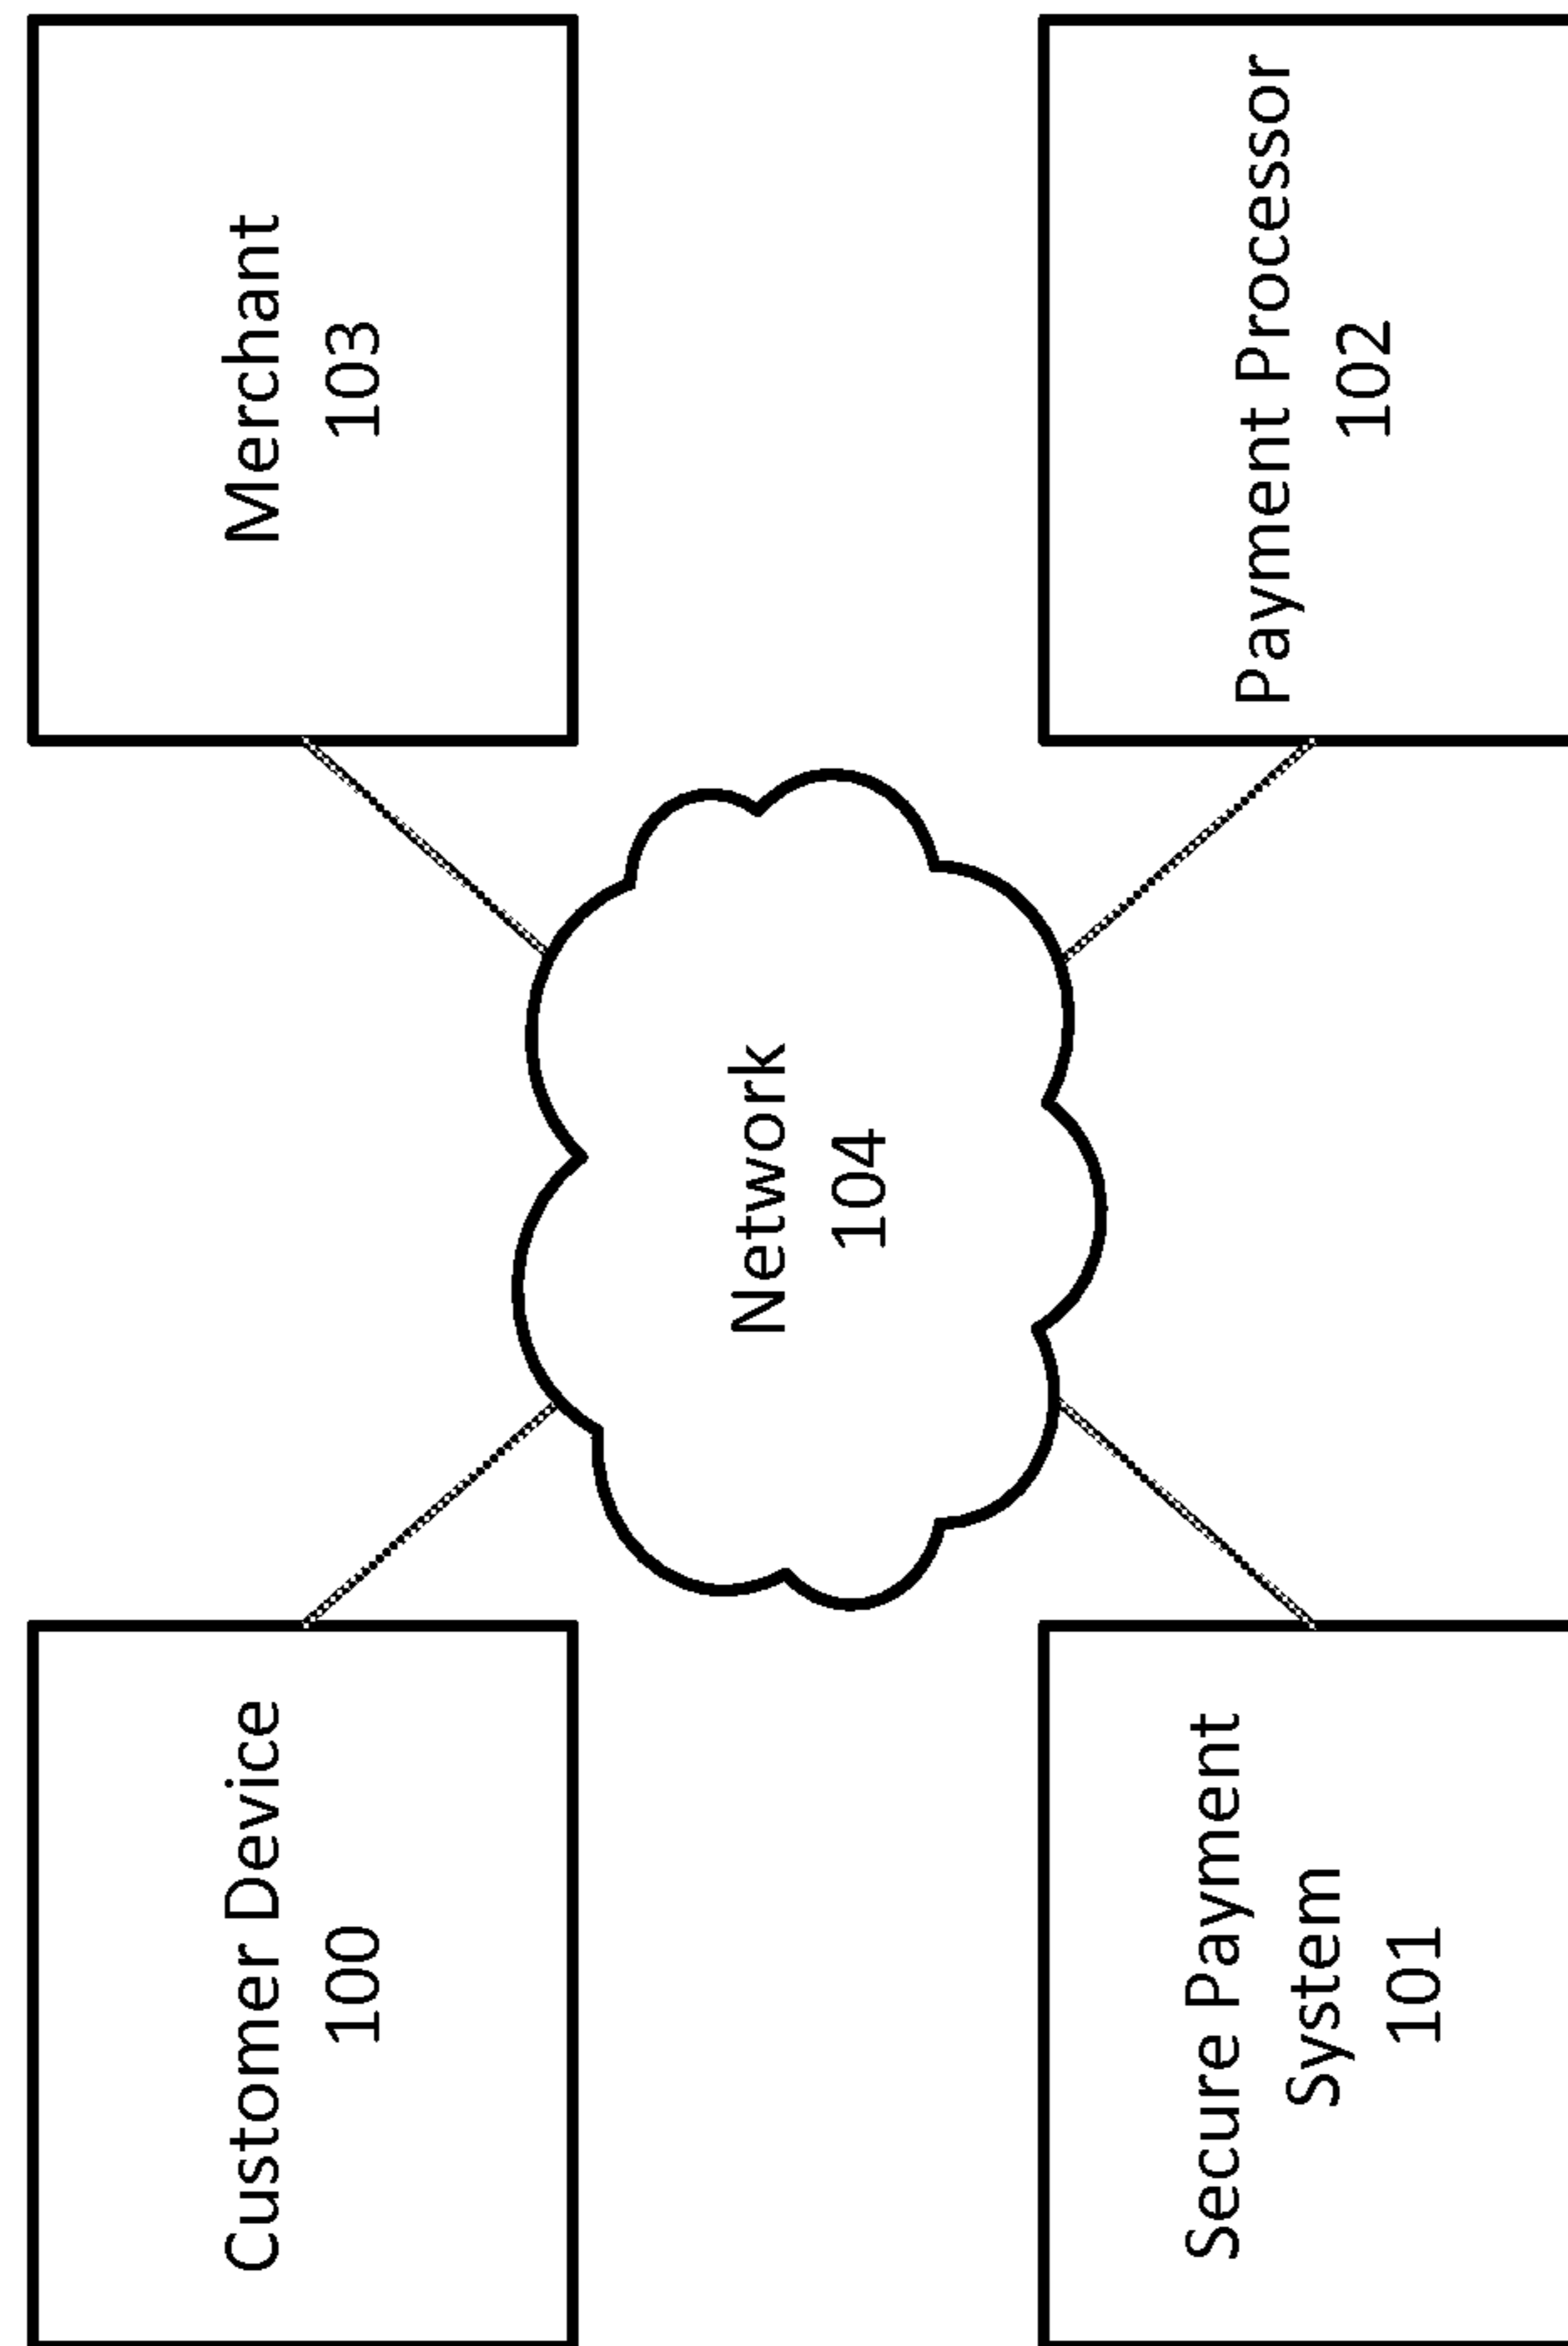 Customer Device
100
Merchant
103
Network
104
Secure Payment
System
101
Payment Processor
102